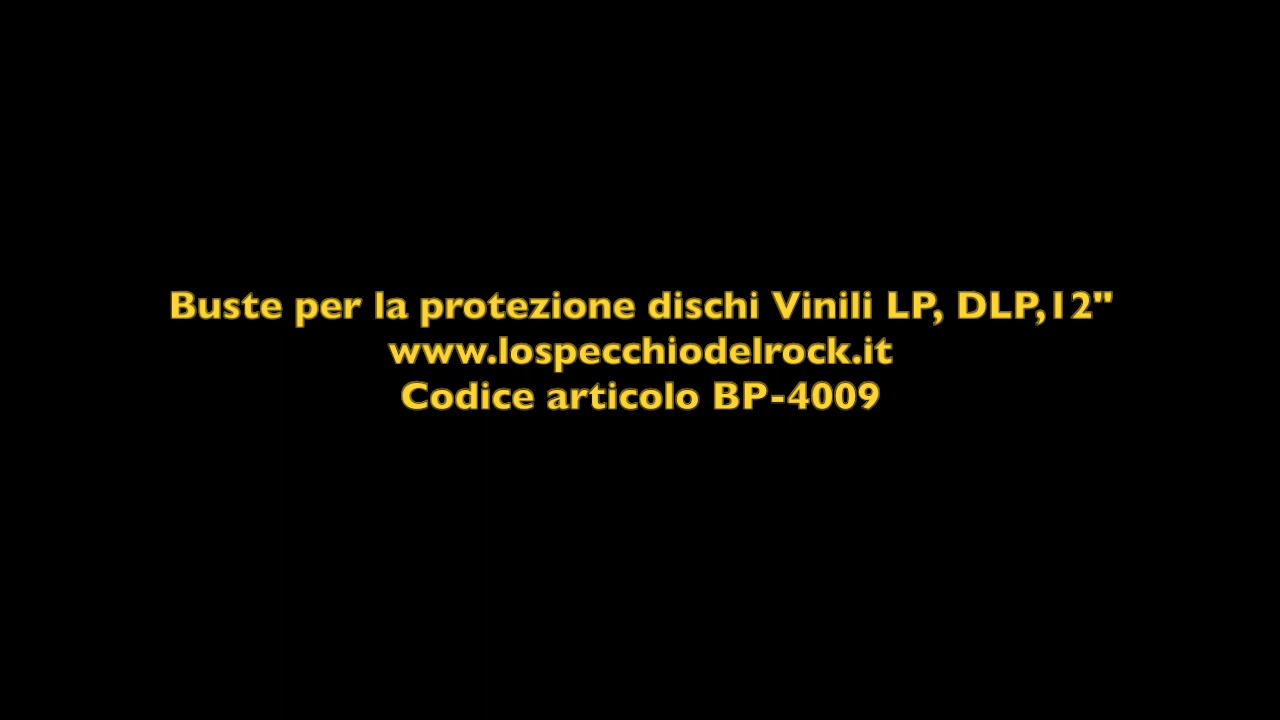 Buste per la protezione dischi Vinili LP, DLP,12"
www.lospecchiodelrock.it
Codice articolo BP-4009